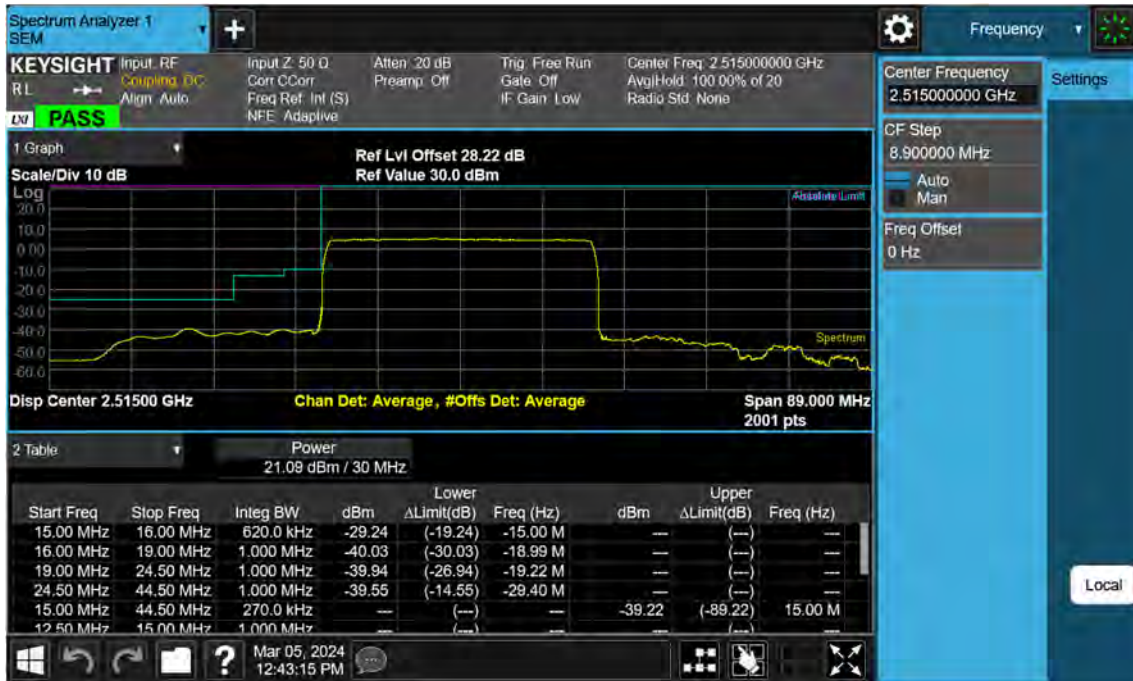 Spectrum Analyzer 1
SEM
Frequency
KEYSIGHT
RL
LXI PASS
Input: RF
Coupling: DC
Align: Auto
Input Z: 50 Ω
Corr CCorr
Freq Ref: Int (S)
NFE: Adaptive
Atten: 20 dB
Preamp: Off
Trig: Free Run
Gate: Off
IF Gain: Low
Center Freq: 2.515000000 GHz
Avg|Hold: 100.00% of 20
Radio Std: None
Center Frequency
2.515000000 GHz
Settings
CF Step
8.900000 MHz
Auto
Man
Freq Offset
0 Hz
1 Graph
Scale/Div 10 dB
Ref Lvl Offset 28.22 dB
Ref Value 30.0 dBm
Log
20.0
10.0
0.00
-10.0
-20.0
-30.0
-40.0
-50.0
-60.0
Absolute Limit
Spectrum
Disp Center 2.51500 GHz
Chan Det: Average, #Offs Det: Average
Span 89.000 MHz
2001 pts
2 Table
Power
21.09 dBm / 30 MHz
Lower Upper
Start Freq Stop Freq Integ BW dBm ΔLimit(dB) Freq (Hz) dBm ΔLimit(dB) Freq (Hz)
15.00 MHz 16.00 MHz 620.0 kHz -29.24 (-19.24) -15.00 M --- (---) ---
16.00 MHz 19.00 MHz 1.000 MHz -40.03 (-30.03) -18.99 M --- (---) ---
19.00 MHz 24.50 MHz 1.000 MHz -39.94 (-26.94) -19.22 M --- (---) ---
24.50 MHz 44.50 MHz 1.000 MHz -39.55 (-14.55) -29.40 M --- (---) ---
15.00 MHz 44.50 MHz 270.0 kHz --- (---) --- -39.22 (-89.22) 15.00 M
12.50 MHz 15.00 MHz 1.000 MHz --- (---) --- --- (---) ---
Local
Mar 05, 2024
12:43:15 PM